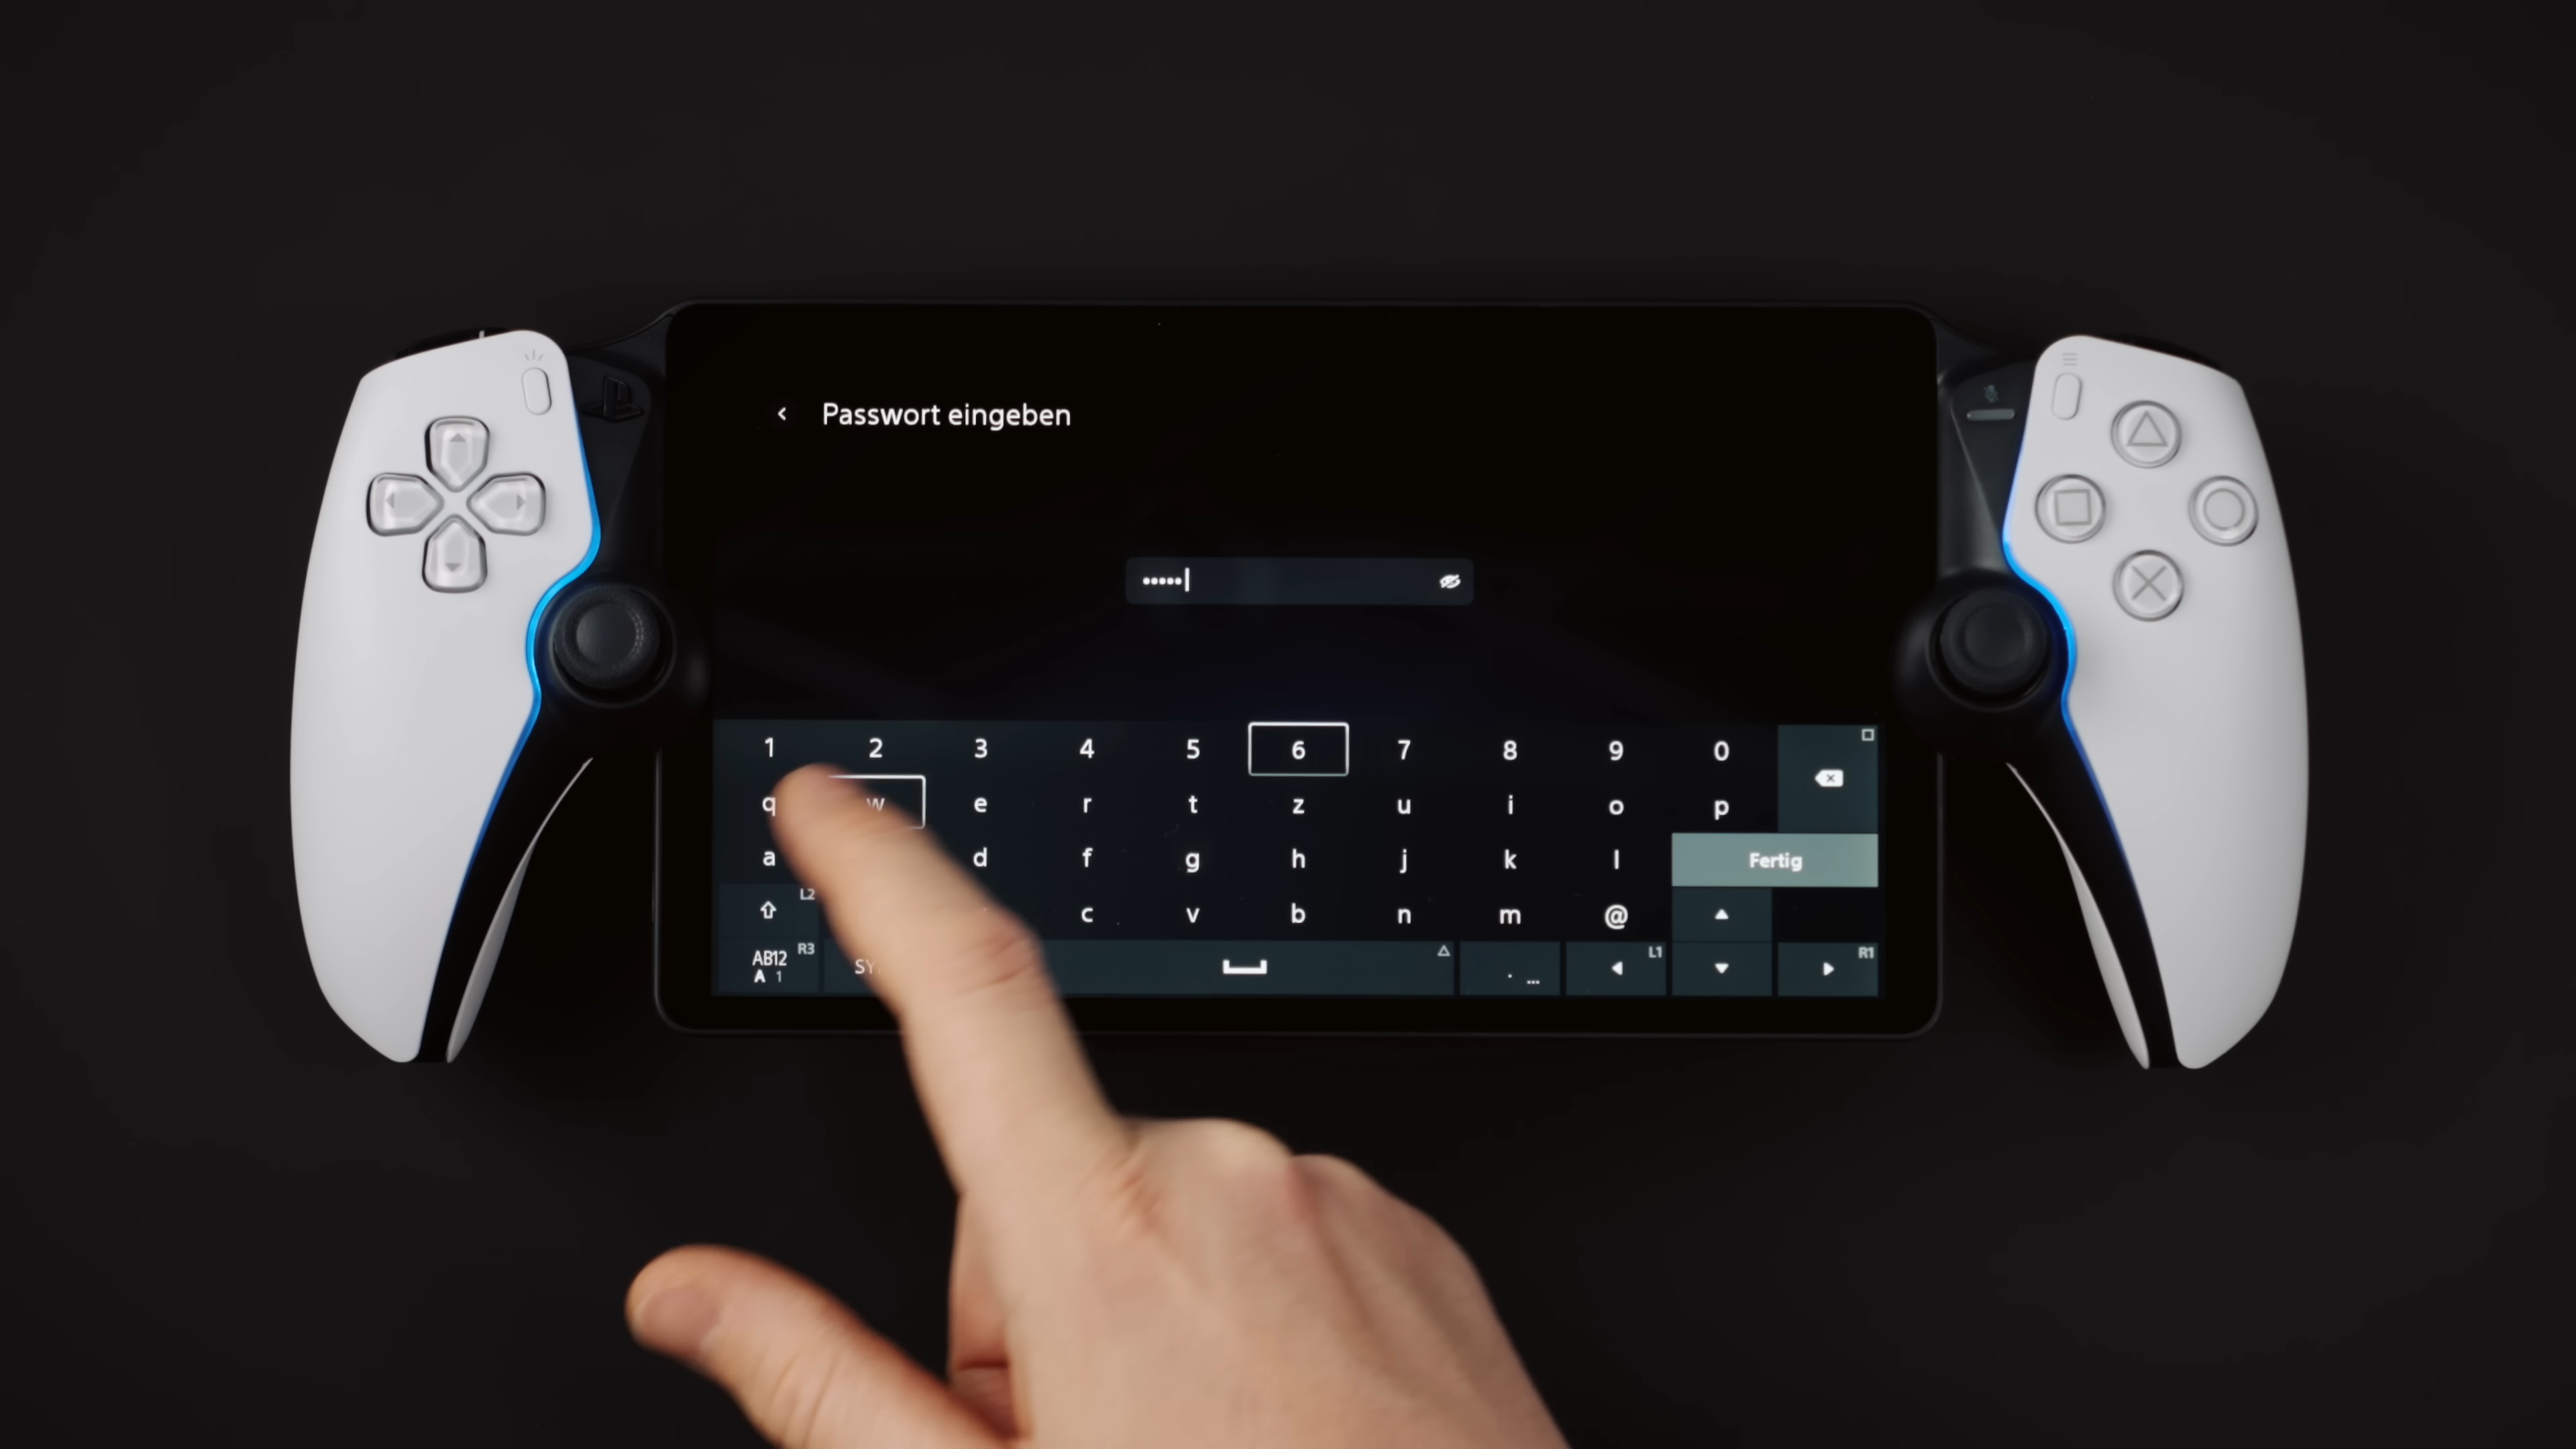 Passwort eingeben
•••••
1 2 3 4 5 6 7 8 9 0
q w e r t z u i o p
a d f g h j k l Fertig
L2 c v b n m @
AB12 R3 . ... L1 R1
A 1